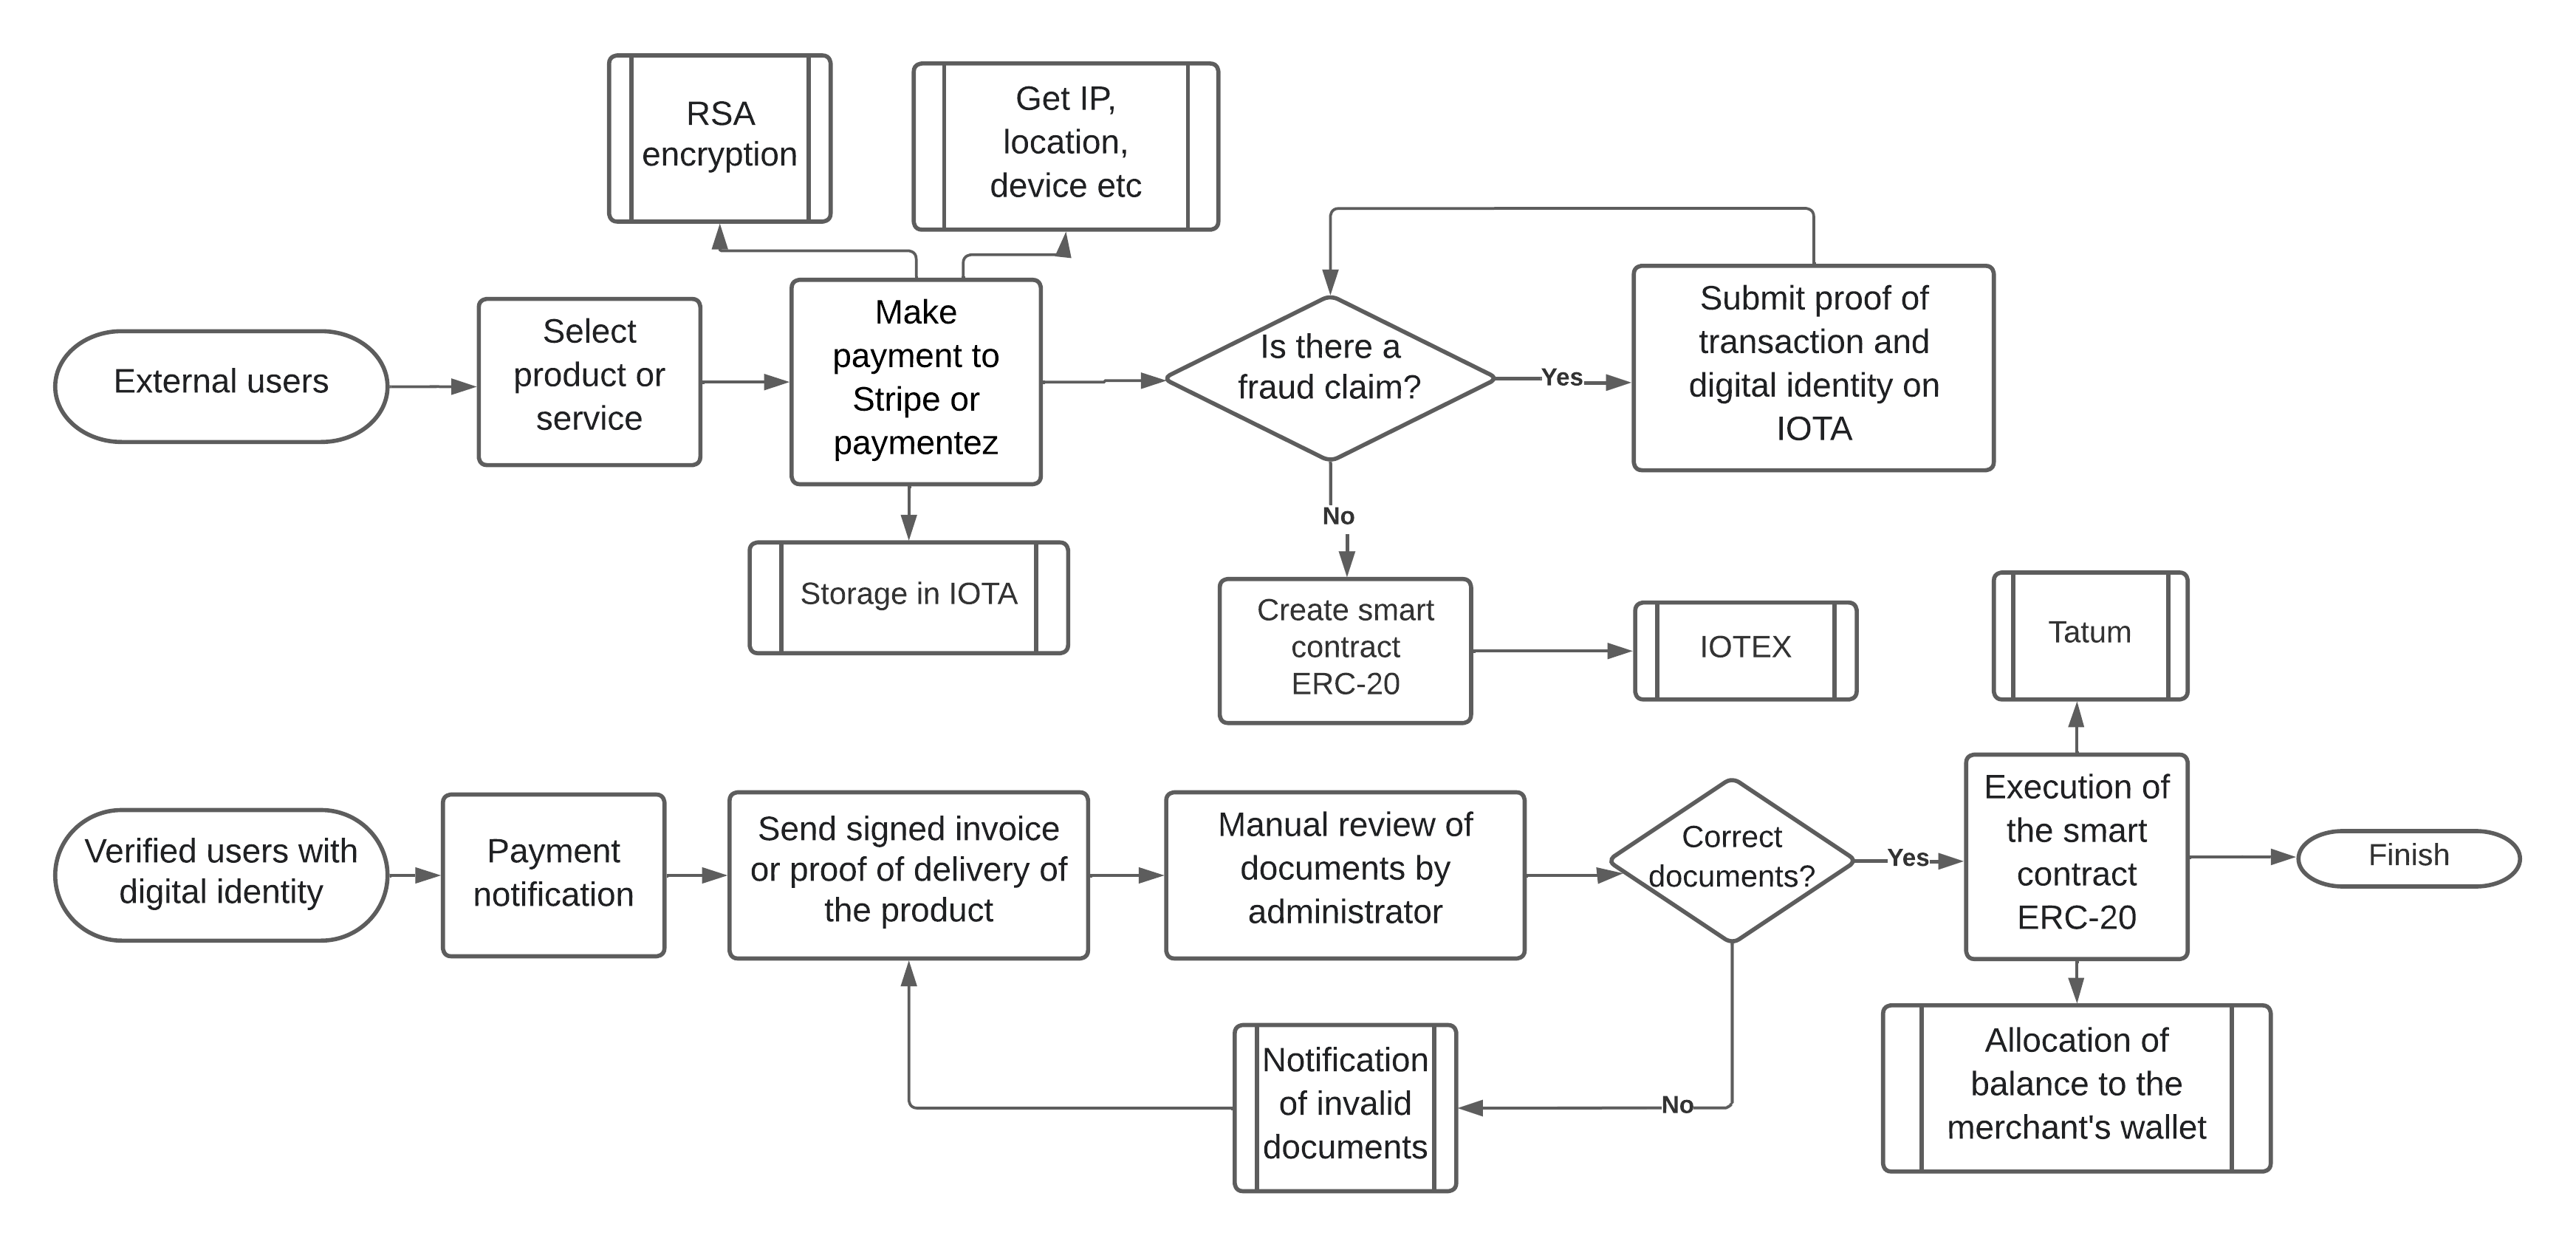 RSA
encryption
Get IP,
location,
device etc
External users
Select
product or
service
Make
payment to
Stripe or
paymentez
Is there a
fraud claim?
Yes
Submit proof of
transaction and
digital identity on
IOTA
No
Storage in IOTA
Create smart
contract
ERC-20
IOTEX
Tatum
Verified users with
digital identity
Payment
notification
Send signed invoice
or proof of delivery of
the product
Manual review of
documents by
administrator
Correct
documents?
Yes
Execution of
the smart
contract
ERC-20
Finish
No
Notification
of invalid
documents
Allocation of
balance to the
merchant's wallet